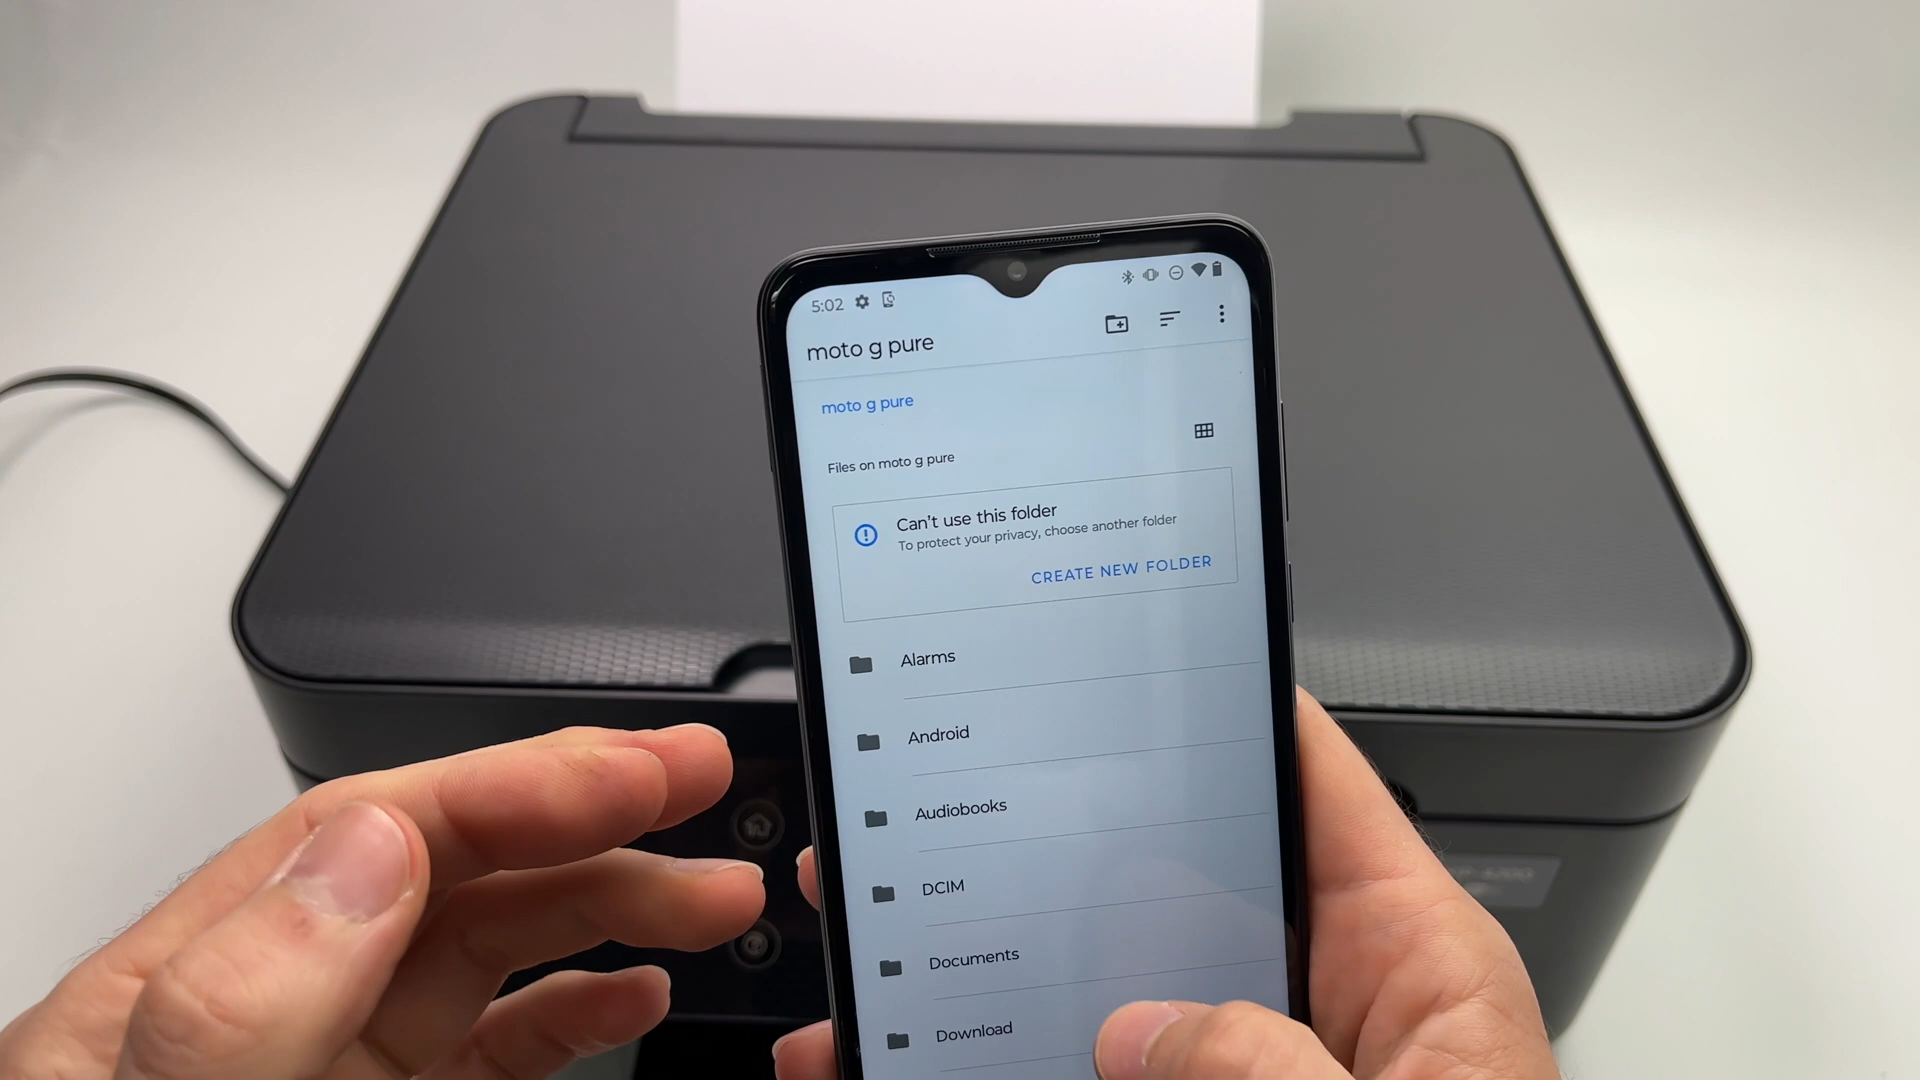 5:02
moto g pure
moto g pure
Files on moto g pure
Can't use this folder
To protect your privacy, choose another folder
CREATE NEW FOLDER
Alarms
Android
Audiobooks
DCIM
Documents
Download